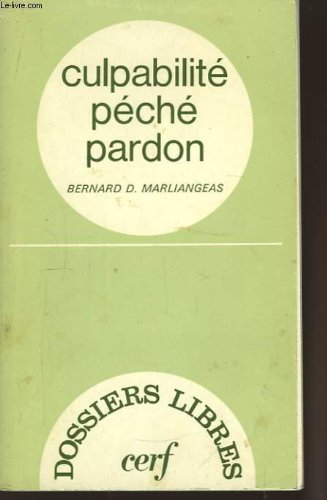 Le-livre.com
culpabilité
péché
pardon
BERNARD D. MARLIANGEAS
DOSSIERS LIBRES
cerf